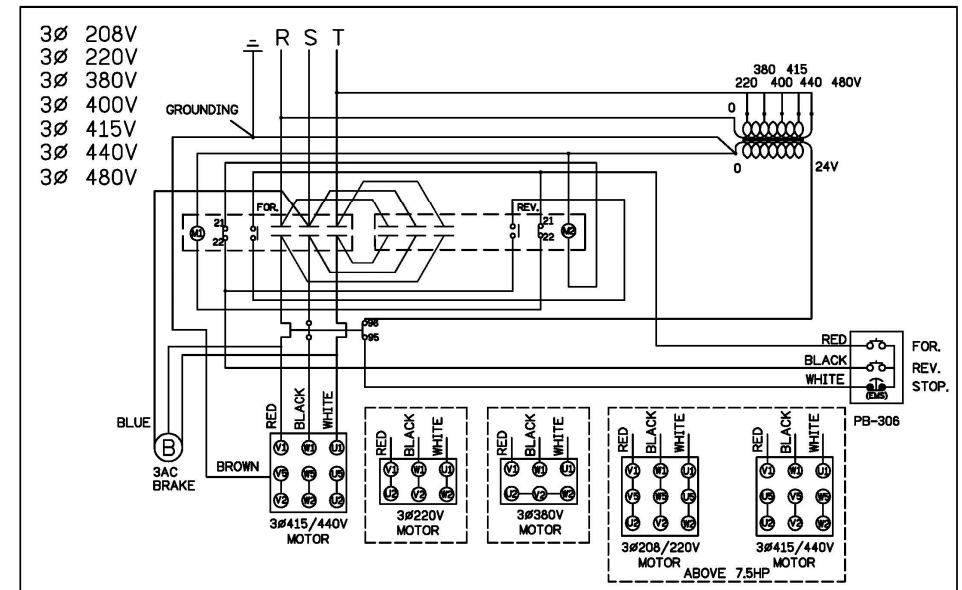 3Ø 208V
3Ø 220V
3Ø 380V
3Ø 400V
3Ø 415V
3Ø 440V
3Ø 480V
R S T
GROUNDING
380 415
220 400 440 480V
0
0
24V
FOR.
REV.
M1
21
22
21
22
M2
96
95
RED
BLACK
WHITE
FOR.
REV.
STOP.
(EMS)
PB-306
BLUE
B
3AC
BRAKE
BROWN
RED
BLACK
WHITE
V1 W1 U1
V5 W5 U5
V2 W2 U2
3Ø415/440V
MOTOR
RED
BLACK
WHITE
V1 W1 U1
U2 V2 W2
3Ø220V
MOTOR
RED
BLACK
WHITE
V1 W1 U1
U2 V2 W2
3Ø380V
MOTOR
RED
BLACK
WHITE
V1 W1 U1
V5 W5 U5
U2 V2 W2
3Ø208/220V
MOTOR
RED
BLACK
WHITE
V1 W1 U1
U5 V5 W5
U2 V2 W2
3Ø415/440V
MOTOR
ABOVE 7.5HP